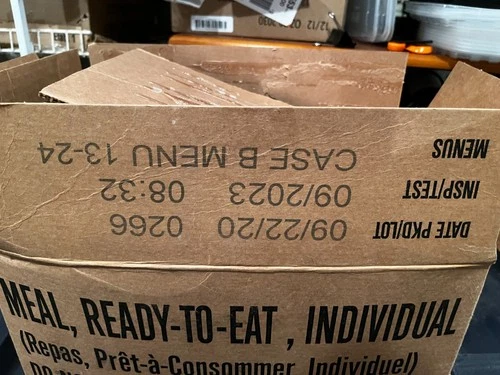 CASE B
DATE PKD/LOT 09/22/20 0266
INSP/TEST 09/2023 08:32
MENUS CASE B MENU 13-24
MEAL, READY-TO-EAT , INDIVIDUAL
(Repas, Prêt-à-Consommer, Individuel)